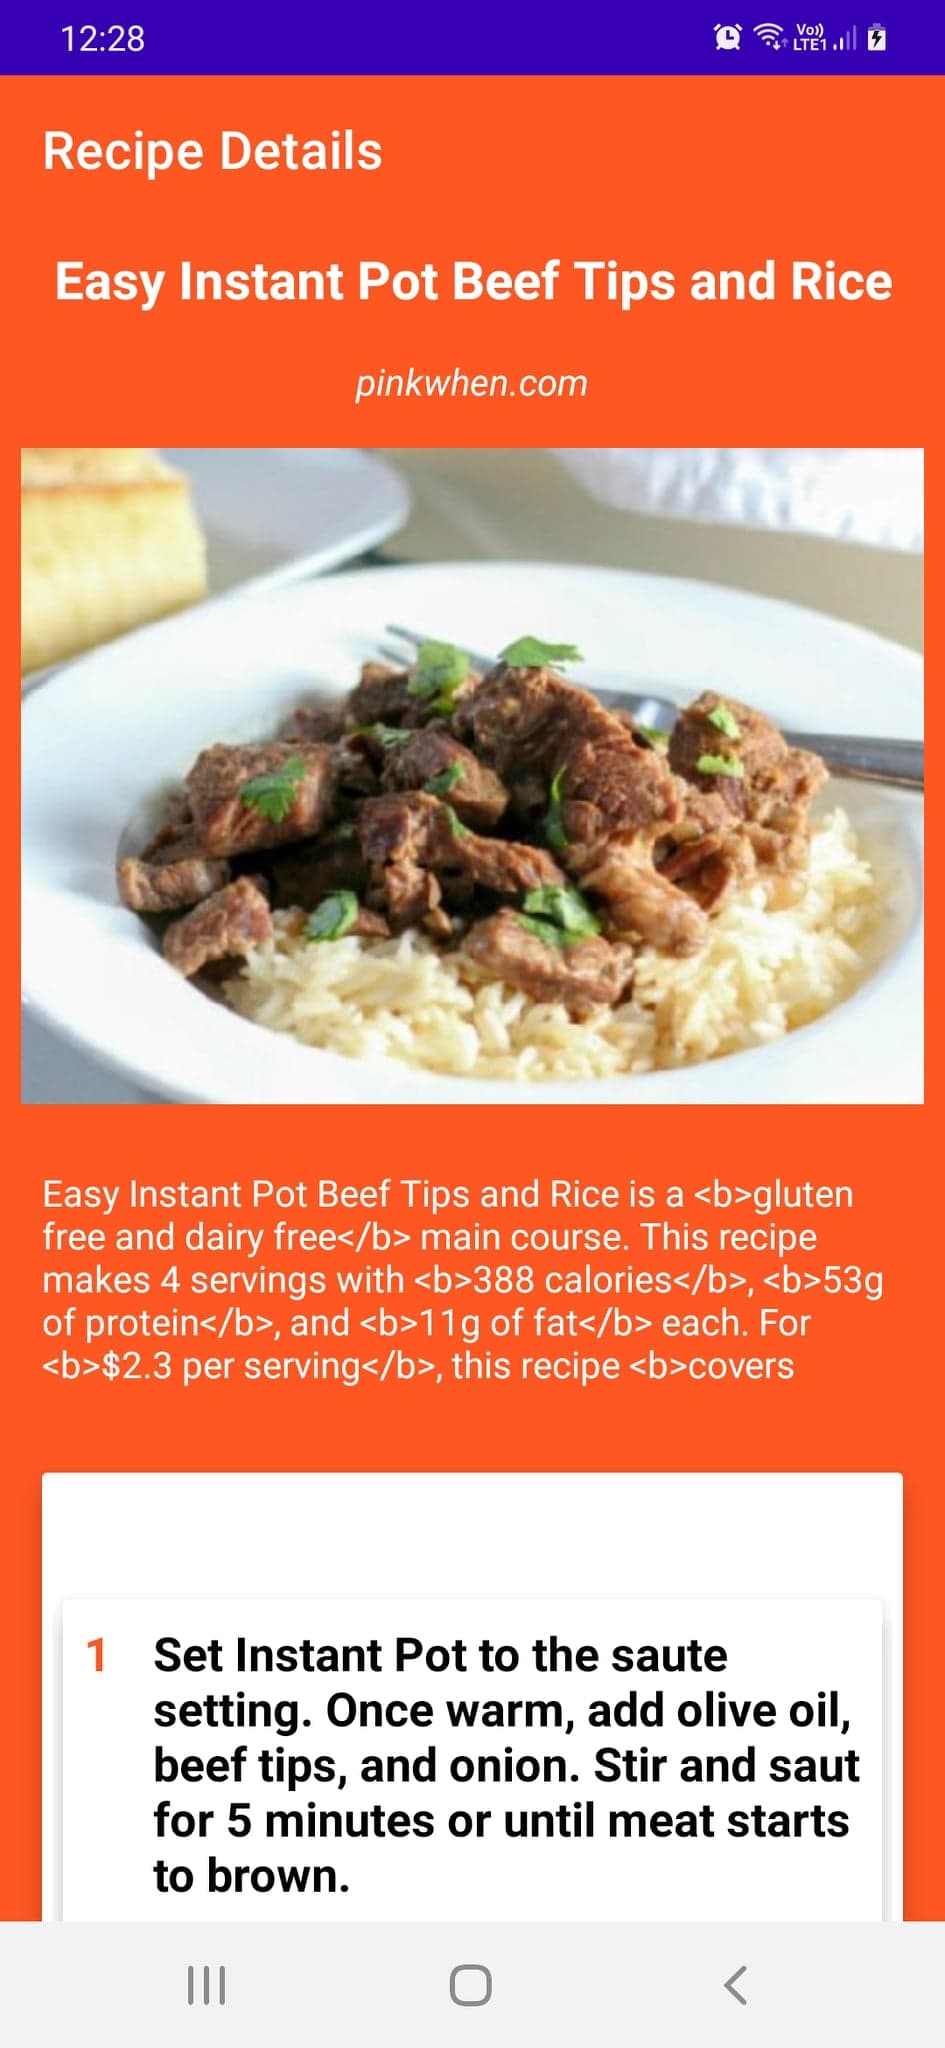 12:28
Vo)) LTE1
Recipe Details
Easy Instant Pot Beef Tips and Rice
pinkwhen.com
Easy Instant Pot Beef Tips and Rice is a <b>gluten
free and dairy free</b> main course. This recipe
makes 4 servings with <b>388 calories</b>, <b>53g
of protein</b>, and <b>11g of fat</b> each. For
<b>$2.3 per serving</b>, this recipe <b>covers
1 Set Instant Pot to the saute
setting. Once warm, add olive oil,
beef tips, and onion. Stir and saut
for 5 minutes or until meat starts
to brown.